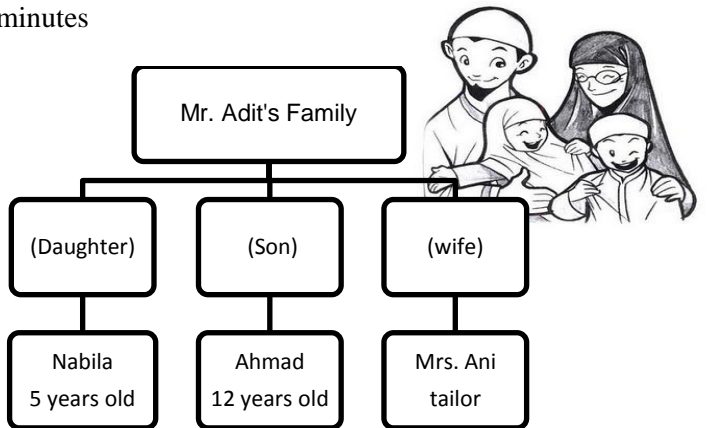 minutes
Mr. Adit's Family
(Daughter)
(Son)
(wife)
Nabila
5 years old
Ahmad
12 years old
Mrs. Ani
tailor